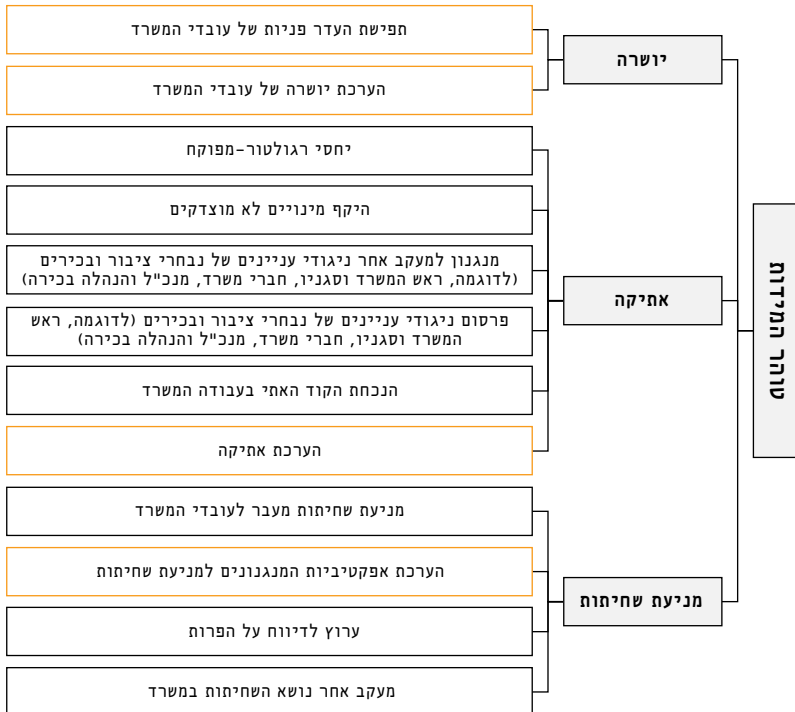 טוהר המידות
יושרה
תפישת העדר פניות של עובדי המשרד
הערכת יושרה של עובדי המשרד
אתיקה
יחסי רגולטור-מפוקח
היקף מינויים לא מוצדקים
מנגנון למעקב אחר ניגודי עניינים של נבחרי ציבור ובכירים
(לדוגמה, ראש המשרד וסגניו, חברי משרד, מנכ"ל והנהלה בכירה)
פרסום ניגודי עניינים של נבחרי ציבור ובכירים (לדוגמה, ראש
המשרד וסגניו, חברי משרד, מנכ"ל והנהלה בכירה)
הנכחת הקוד האתי בעבודה המשרד
הערכת אתיקה
מניעת שחיתות
מניעת שחיתות מעבר לעובדי המשרד
הערכת אפקטיביות המנגנונים למניעת שחיתות
ערוץ לדיווח על הפרות
מעקב אחר נושא השחיתות במשרד